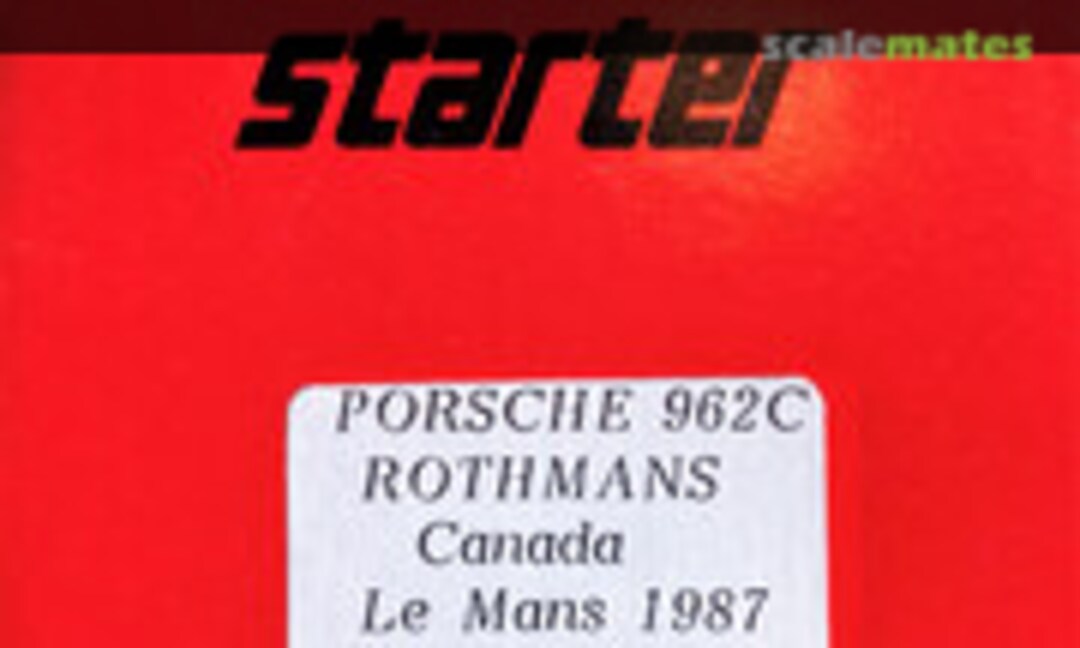 scalemates
starter
PORSCHE 962C
ROTHMANS
Canada
Le Mans 1987